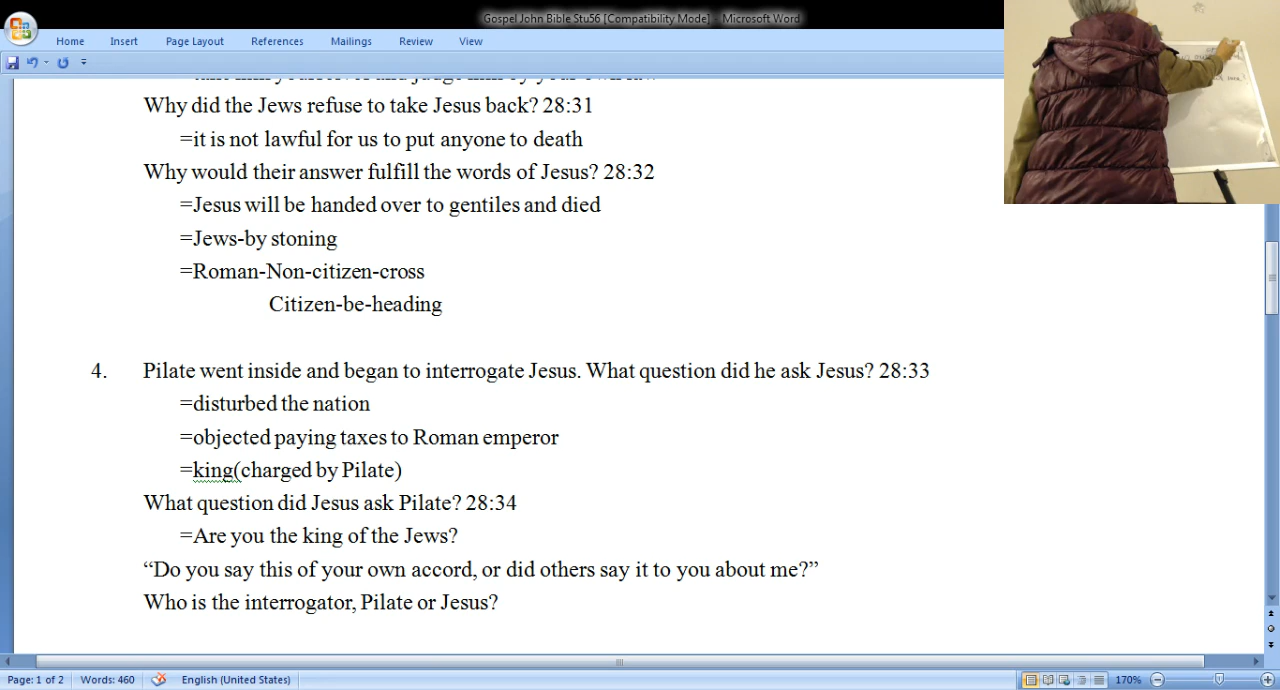 Gospel John Bible Stu56 [Compatibility Mode] - Microsoft Word
Home Insert Page Layout References Mailings Review View
Why did the Jews refuse to take Jesus back? 28:31
=it is not lawful for us to put anyone to death
Why would their answer fulfill the words of Jesus? 28:32
=Jesus will be handed over to gentiles and died
=Jews-by stoning
=Roman-Non-citizen-cross
Citizen-be-heading
4. Pilate went inside and began to interrogate Jesus. What question did he ask Jesus? 28:33
=disturbed the nation
=objected paying taxes to Roman emperor
=king(charged by Pilate)
What question did Jesus ask Pilate? 28:34
=Are you the king of the Jews?
“Do you say this of your own accord, or did others say it to you about me?”
Who is the interrogator, Pilate or Jesus?
Page: 1 of 2 Words: 460 English (United States) 170%